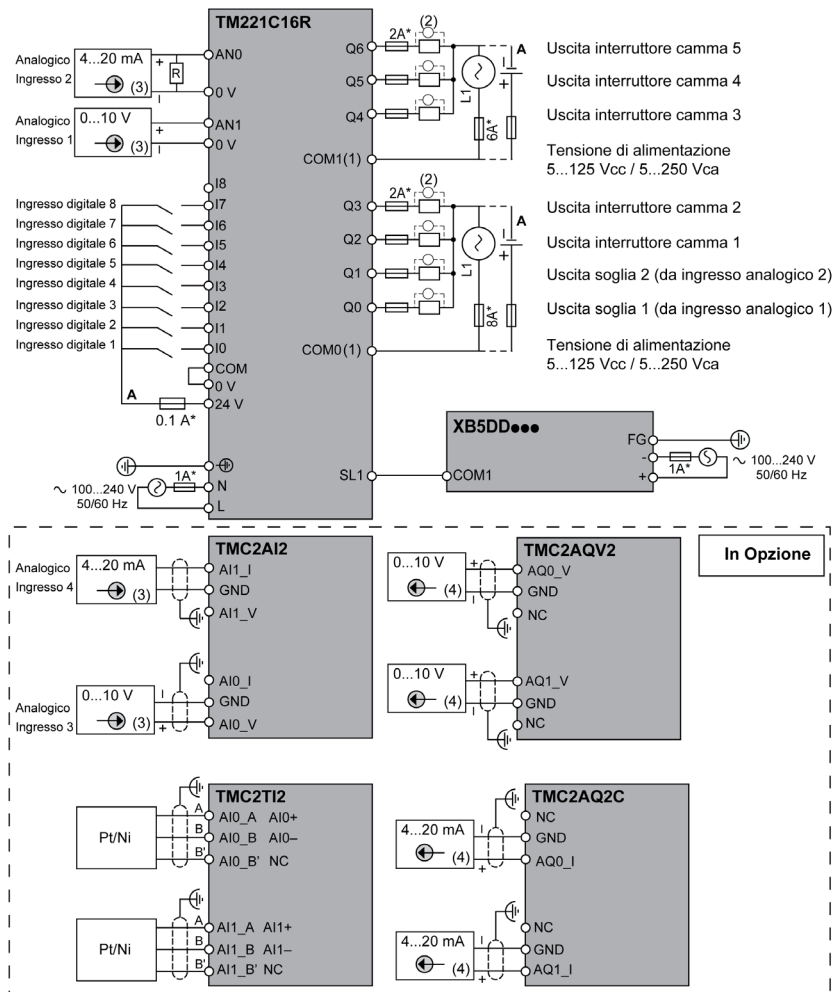 TM221C16R
Analogico
Ingresso 2
4...20 mA
(3)
+
I
R
AN0
0 V
Analogico
Ingresso 1
0...10 V
(3)
+
I
AN1
0 V
I8
Ingresso digitale 8
I7
Ingresso digitale 7
I6
Ingresso digitale 6
I5
Ingresso digitale 5
I4
Ingresso digitale 4
I3
Ingresso digitale 3
I2
Ingresso digitale 2
I1
Ingresso digitale 1
I0
COM
0 V
A
24 V
0.1 A*
1A*
N
L
~ 100...240 V
50/60 Hz
Q6
2A*
(2)
A
Uscita interruttore camma 5
Q5
Uscita interruttore camma 4
Q4
L1
I
+
Uscita interruttore camma 3
6A*
COM1(1)
Tensione di alimentazione
5...125 Vcc / 5...250 Vca
Q3
2A*
(2)
A
Uscita interruttore camma 2
Q2
Uscita interruttore camma 1
Q1
L1
I
+
Uscita soglia 2 (da ingresso analogico 2)
Q0
8A*
Uscita soglia 1 (da ingresso analogico 1)
COM0(1)
Tensione di alimentazione
5...125 Vcc / 5...250 Vca
SL1
XB5DD●●●
COM1
FG
-
+
1A*
~ 100...240 V
50/60 Hz
In Opzione
TMC2AI2
Analogico
Ingresso 4
4...20 mA
(3)
AI1_I
GND
AI1_V
Analogico
Ingresso 3
0...10 V
(3)
I
+
AI0_I
GND
AI0_V
TMC2AQV2
0...10 V
(4)
+
I
AQ0_V
GND
NC
0...10 V
(4)
+
I
AQ1_V
GND
NC
TMC2TI2
Pt/Ni
A
B
B'
AI0_A AI0+
AI0_B AI0–
AI0_B' NC
Pt/Ni
A
B
B'
AI1_A AI1+
AI1_B AI1–
AI1_B' NC
TMC2AQ2C
4...20 mA
(4)
I
+
NC
GND
AQ0_I
4...20 mA
(4)
I
+
NC
GND
AQ1_I